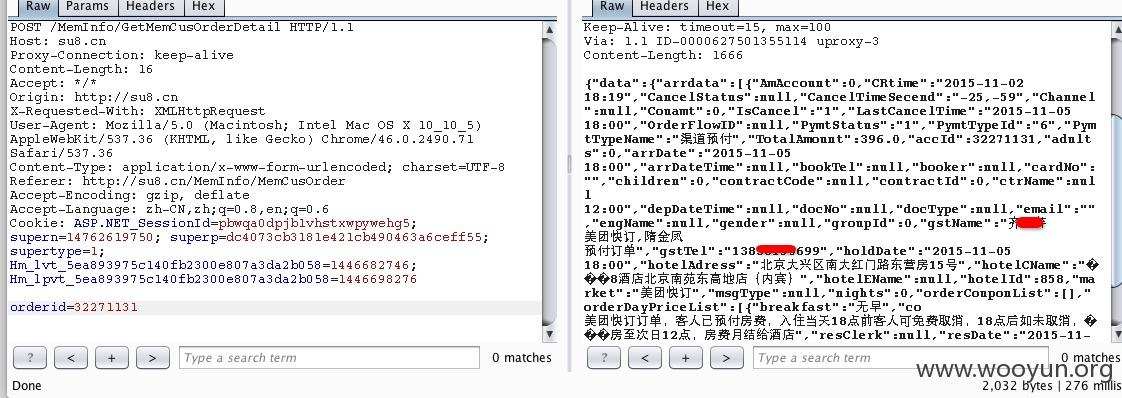 Raw Params Headers Hex
POST /MemInfo/GetMemCusOrderDetail HTTP/1.1
Host: su8.cn
Proxy-Connection: keep-alive
Content-Length: 16
Accept: */*
Origin: http://su8.cn
X-Requested-With: XMLHttpRequest
User-Agent: Mozilla/5.0 (Macintosh; Intel Mac OS X 10_10_5)
AppleWebKit/537.36 (KHTML, like Gecko) Chrome/46.0.2490.71
Safari/537.36
Content-Type: application/x-www-form-urlencoded; charset=UTF-8
Referer: http://su8.cn/MemInfo/MemCusOrder
Accept-Encoding: gzip, deflate
Accept-Language: zh-CN,zh;q=0.8,en;q=0.6
Cookie: ASP.NET_SessionId=pbwqa0dpjblvhstxwpywehg5;
supern=14762619750; superp=dc4073cb3181e421cb490463a6ceff55;
supertype=1;
Hm_lvt_5ea893975c140fb2300e807a3da2b058=1446682746;
Hm_lpvt_5ea893975c140fb2300e807a3da2b058=1446698276
orderid=32271131
? < + > Type a search term 0 matches
Done
Raw Headers Hex
Keep-Alive: timeout=15, max=100
Via: 1.1 ID-0000627501355114 uproxy-3
Content-Length: 1666
{"data":{"arrdata":[{"AmAccount":0,"CRtime":"2015-11-02
18:19","CancelStatus":null,"CancelTimeSecend":"-25,-59","Channel
":null,"Conamt":0,"IsCancel":"1","LastCancelTime":"2015-11-05
18:00","OrderFlowID":null,"PymtStatus":"1","PymtTypeId":"6","Pym
tTypeName":"渠道预付","TotalAmonnt":396.0,"accId":32271131,"adult
s":0,"arrDate":"2015-11-05
18:00","arrDateTime":null,"bookTel":null,"booker":null,"cardNo":
"","children":0,"contractCode":null,"contractId":0,"ctrName":nul
l
12:00","depDateTime":null,"docNo":null,"docType":null,"email":""
,"engName":null,"gender":null,"gronpId":0,"gstName":"齐
美团快订,隋金凤
预付订单","gstTel":"138 699","holdDate":"2015-11-05
18:00","hotelAdress":"北京大兴区南大红门路东营房15号","hotelCName":"�
��8酒店北京南苑东高地店（内宾）","hotelEName":null,"hotelId":858,"mar
ket":"美团快订","msgType":null,"nights":0,"orderConponList":[],"
orderDayPriceList":[{"breakfast":"无早","co
美团快订订单，客人已预付房费，入住当天18点前客人可免费取消，18点后如未取消，�
��房至次日12点，房费月结给酒店","resClerk":null,"resDate":"2015-11-
? < + > Type a search term 0 matches
www.wooyun.org
2,032 bytes | 276 millis